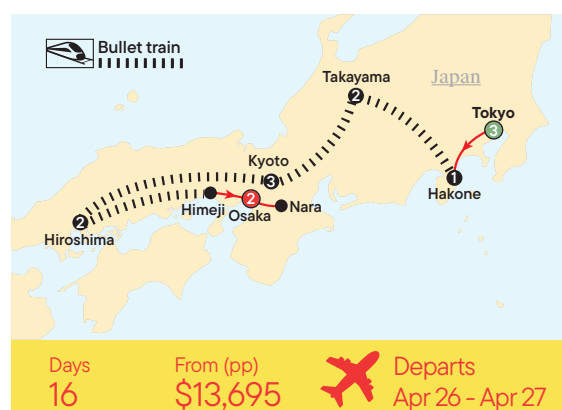 Bullet train
Takayama
2
Japan
Tokyo
3
Kyoto
3
1
Hakone
Himeji
2
Osaka
Nara
2
Hiroshima
Days
16
From (pp)
$13,695
Departs
Apr 26 - Apr 27